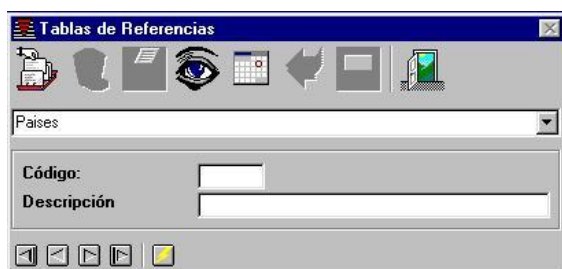 Tablas de Referencias
Paises
Código:
Descripción